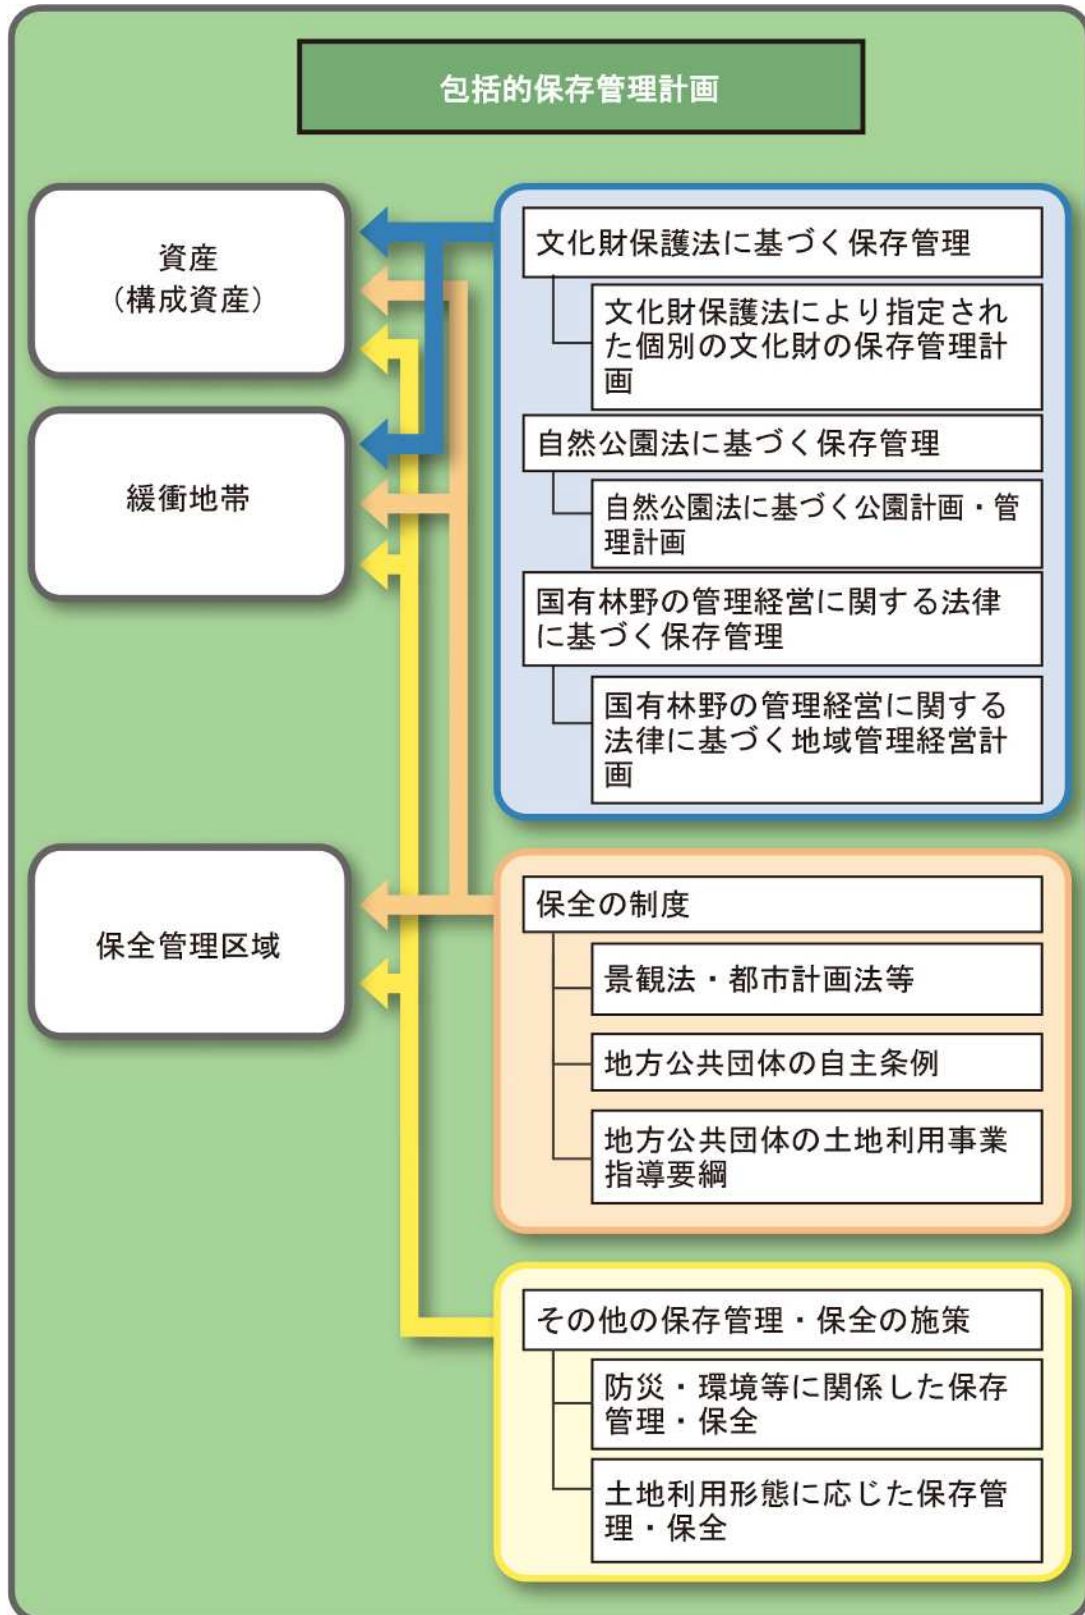 包括的保存管理計画
資産
（構成資産）
緩衝地帯
保全管理区域
文化財保護法に基づく保存管理
文化財保護法により指定され
た個別の文化財の保存管理計
画
自然公園法に基づく保存管理
自然公園法に基づく公園計画・管
理計画
国有林野の管理経営に関する法律
に基づく保存管理
国有林野の管理経営に関する
法律に基づく地域管理経営計
画
保全の制度
景観法・都市計画法等
地方公共団体の自主条例
地方公共団体の土地利用事業
指導要綱
その他の保存管理・保全の施策
防災・環境等に関係した保存
管理・保全
土地利用形態に応じた保存管
理・保全